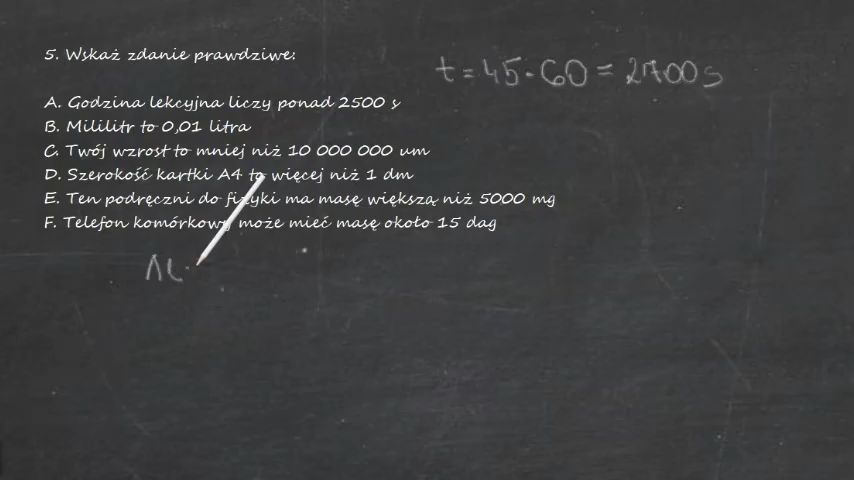 5. Wskaż zdanie prawdziwe:
t = 45 · 60 = 2700 s
A. Godzina lekcyjna liczy ponad 2500 s
B. Mililitr to 0,01 litra
C. Twój wzrost to mniej niż 10 000 000 um
D. Szerokość kartki A4 to więcej niż 1 dm
E. Ten podręczni do fizyki ma masę większą niż 5000 mg
F. Telefon komórkowy może mieć masę około 15 dag